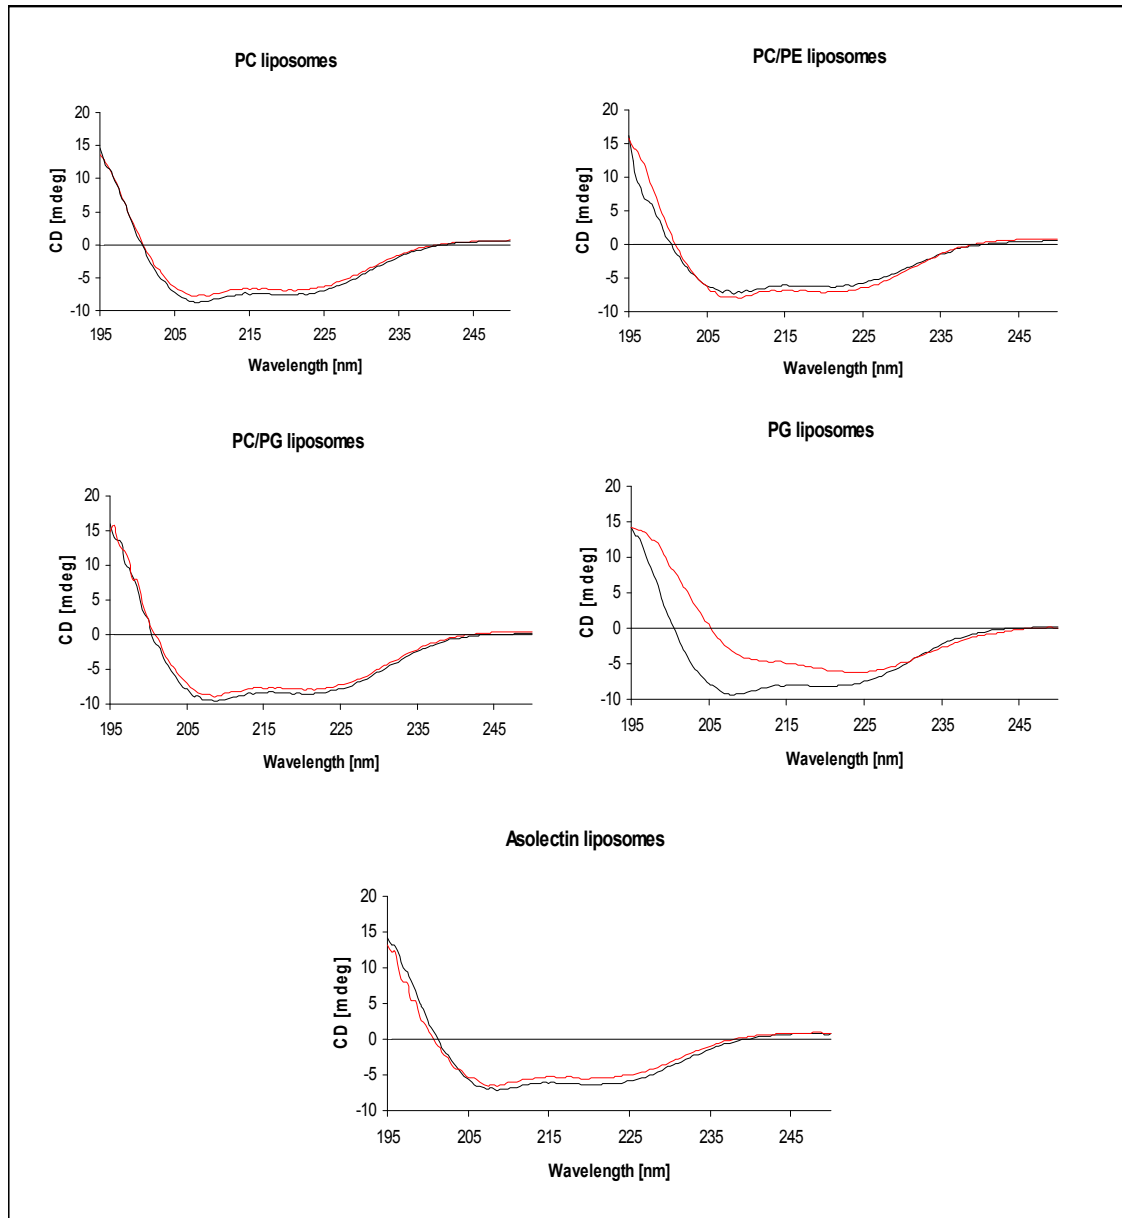 PC liposomes
20
15
10
5
0
-5
-10
CD [mdeg]
195 205 215 225 235 245
Wavelength [nm]
PC/PE liposomes
20
15
10
5
0
-5
-10
CD [mdeg]
195 205 215 225 235 245
Wavelength [nm]
PC/PG liposomes
20
15
10
5
0
-5
-10
CD [mdeg]
195 205 215 225 235 245
Wavelength [nm]
PG liposomes
20
15
10
5
0
-5
-10
CD [mdeg]
195 205 215 225 235 245
Wavelength [nm]
Asolectin liposomes
20
15
10
5
0
-5
-10
CD [mdeg]
195 205 215 225 235 245
Wavelength [nm]